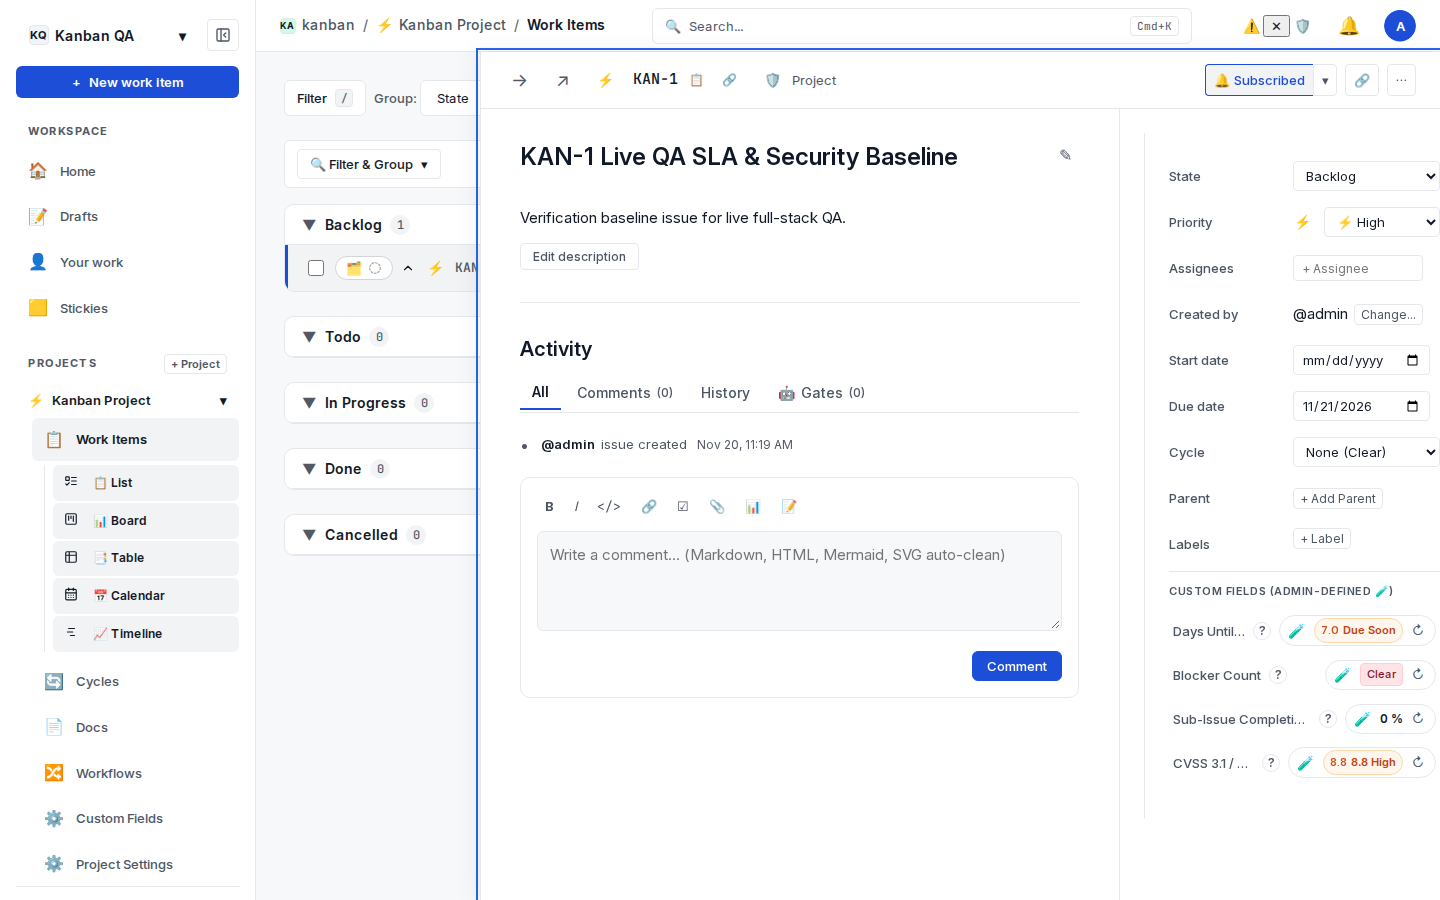 KQ Kanban QA ▾
+ New work item
WORKSPACE
Home
Drafts
Your work
Stickies
PROJECTS
+ Project
Kanban Project ▾
Work Items
List
Board
Table
Calendar
Timeline
Cycles
Docs
Workflows
Custom Fields
Project Settings
KA kanban / ⚡ Kanban Project / Work Items
Search...
Cmd+K
A
Filter /
Group: State
Filter & Group ▾
▼ Backlog 1
KAN
▼ Todo 0
▼ In Progress 0
▼ Done 0
▼ Cancelled 0
KAN-1
Project
Subscribed ▾
...
KAN-1 Live QA SLA & Security Baseline
Verification baseline issue for live full-stack QA.
Edit description
Activity
All
Comments (0)
History
Gates (0)
• @admin issue created Nov 20, 11:19 AM
B I </>
Write a comment... (Markdown, HTML, Mermaid, SVG auto-clean)
Comment
State Backlog
Priority ⚡ ⚡ High
Assignees + Assignee
Created by @admin Change...
Start date mm/dd/yyyy
Due date 11/21/2026
Cycle None (Clear)
Parent + Add Parent
Labels + Label
CUSTOM FIELDS (ADMIN-DEFINED 🧪)
Days Until... ? 7.0 Due Soon ↻
Blocker Count ? Clear ↻
Sub-Issue Completi... ? 0 % ↻
CVSS 3.1 / ... ? 8.8 8.8 High ↻